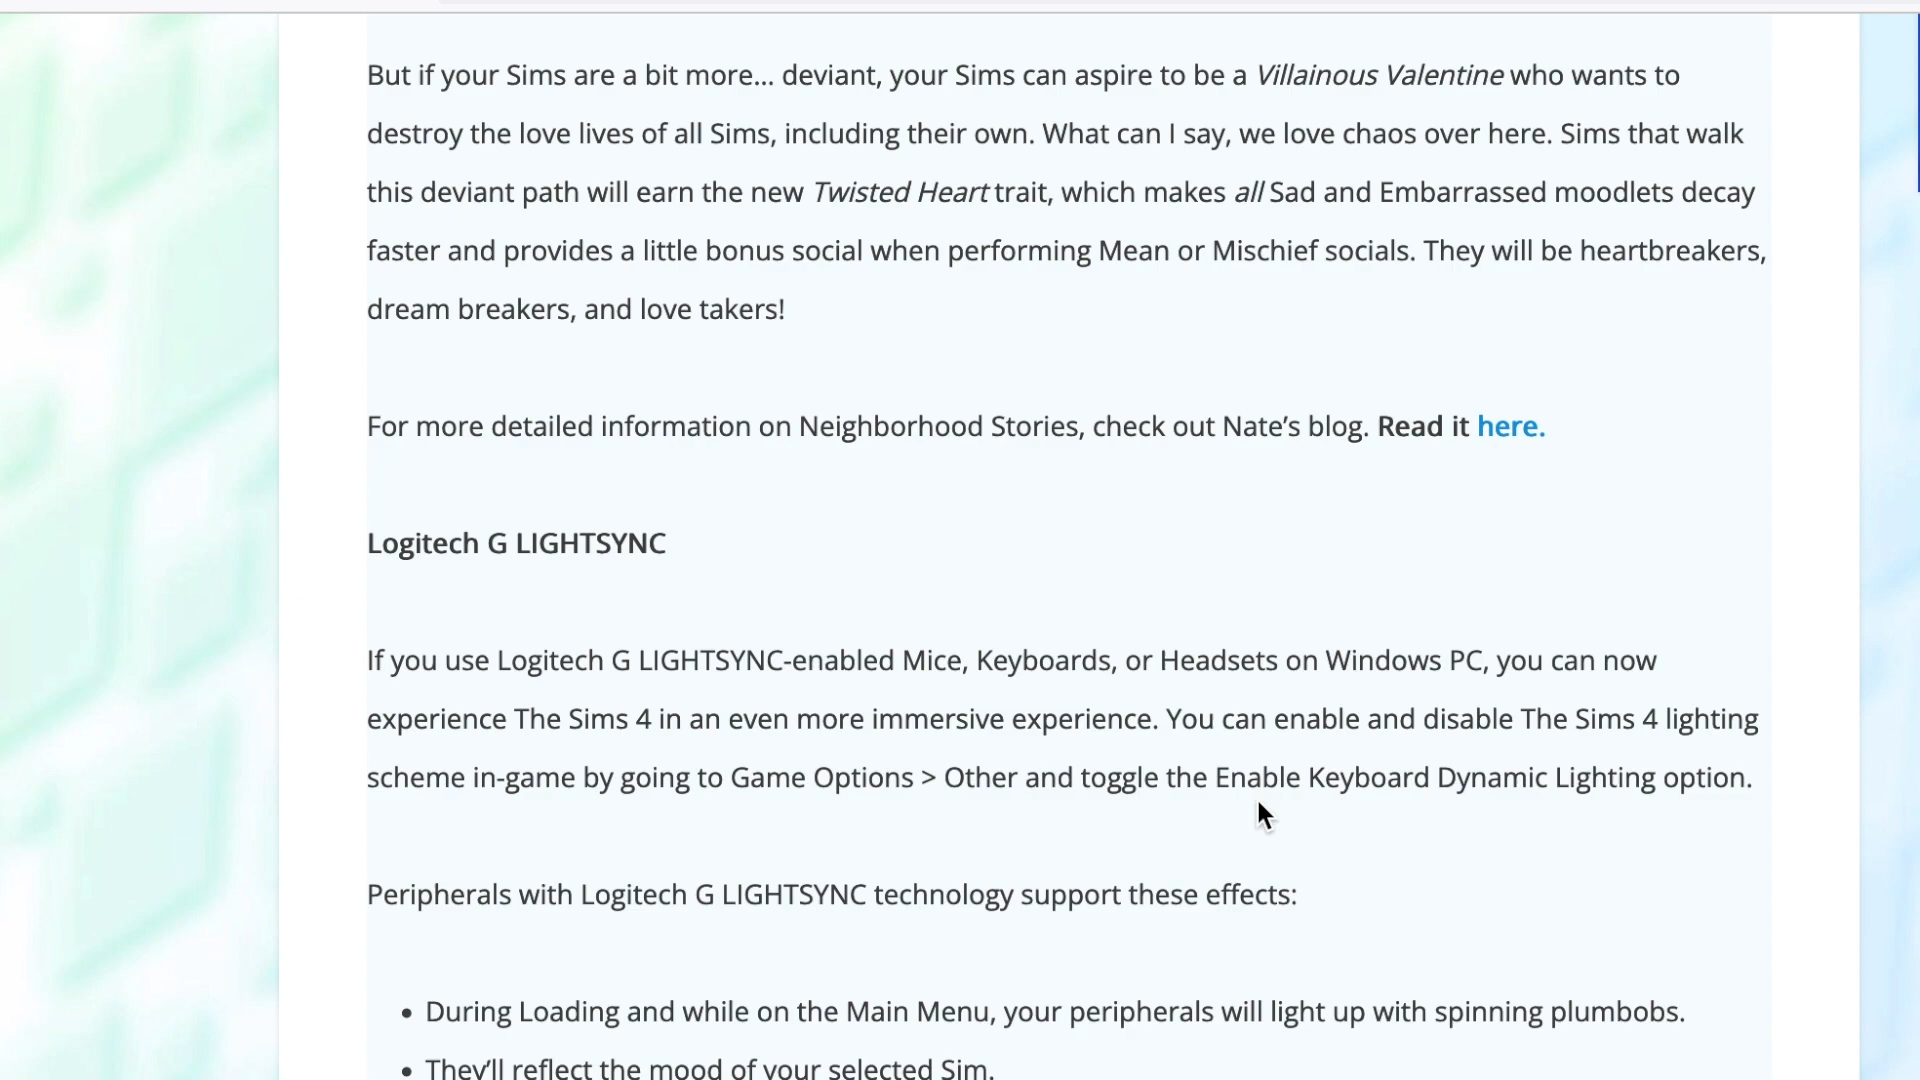 But if your Sims are a bit more... deviant, your Sims can aspire to be a Villainous Valentine who wants to
destroy the love lives of all Sims, including their own. What can I say, we love chaos over here. Sims that walk
this deviant path will earn the new Twisted Heart trait, which makes all Sad and Embarrassed moodlets decay
faster and provides a little bonus social when performing Mean or Mischief socials. They will be heartbreakers,
dream breakers, and love takers!
For more detailed information on Neighborhood Stories, check out Nate’s blog. Read it here.
Logitech G LIGHTSYNC
If you use Logitech G LIGHTSYNC-enabled Mice, Keyboards, or Headsets on Windows PC, you can now
experience The Sims 4 in an even more immersive experience. You can enable and disable The Sims 4 lighting
scheme in-game by going to Game Options > Other and toggle the Enable Keyboard Dynamic Lighting option.
Peripherals with Logitech G LIGHTSYNC technology support these effects:
• During Loading and while on the Main Menu, your peripherals will light up with spinning plumbobs.
• They’ll reflect the mood of your selected Sim.